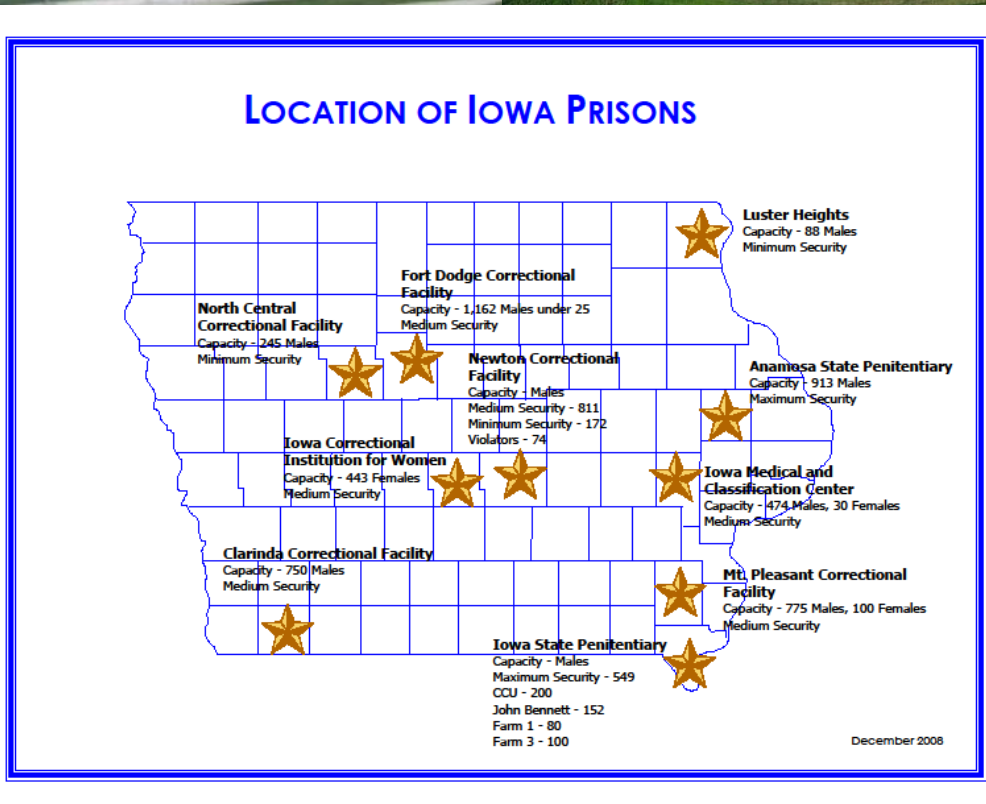 LOCATION OF IOWA PRISONS
Luster Heights
Capacity - 88 Males
Minimum Security
Fort Dodge Correctional
Facility
Capacity - 1,162 Males under 25
Medium Security
North Central
Correctional Facility
Capacity - 245 Males
Minimum Security
Newton Correctional
Facility
Capacity - Males
Medium Security - 811
Minimum Security - 172
Violators - 74
Anamosa State Penitentiary
Capacity - 913 Males
Maximum Security
Iowa Correctional
Institution for Women
Capacity - 443 Females
Medium Security
Iowa Medical and
Classification Center
Capacity - 474 Males, 30 Females
Medium Security
Clarinda Correctional Facility
Capacity - 750 Males
Medium Security
Mt. Pleasant Correctional
Facility
Capacity - 775 Males, 100 Females
Medium Security
Iowa State Penitentiary
Capacity - Males
Maximum Security - 549
CCU - 200
John Bennett - 152
Farm 1 - 80
Farm 3 - 100
December 2008